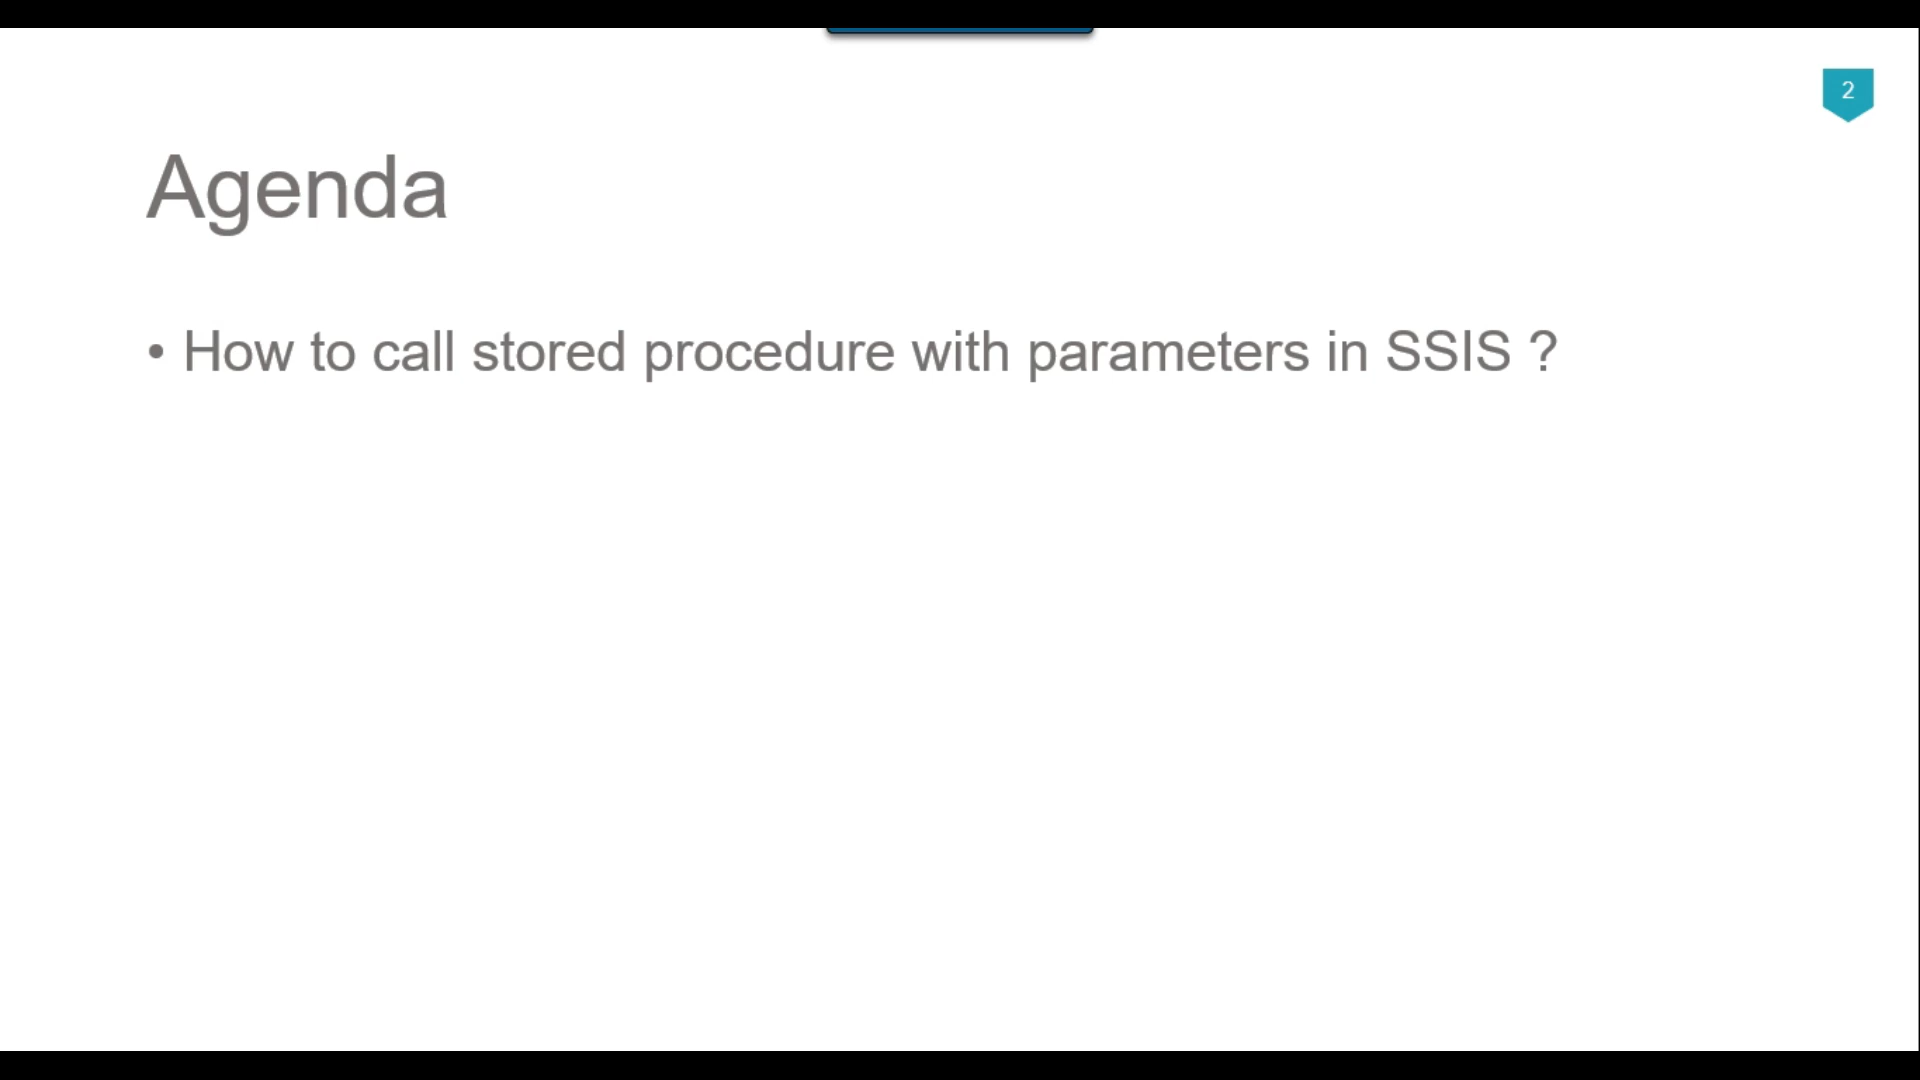 2
Agenda
• How to call stored procedure with parameters in SSIS ?